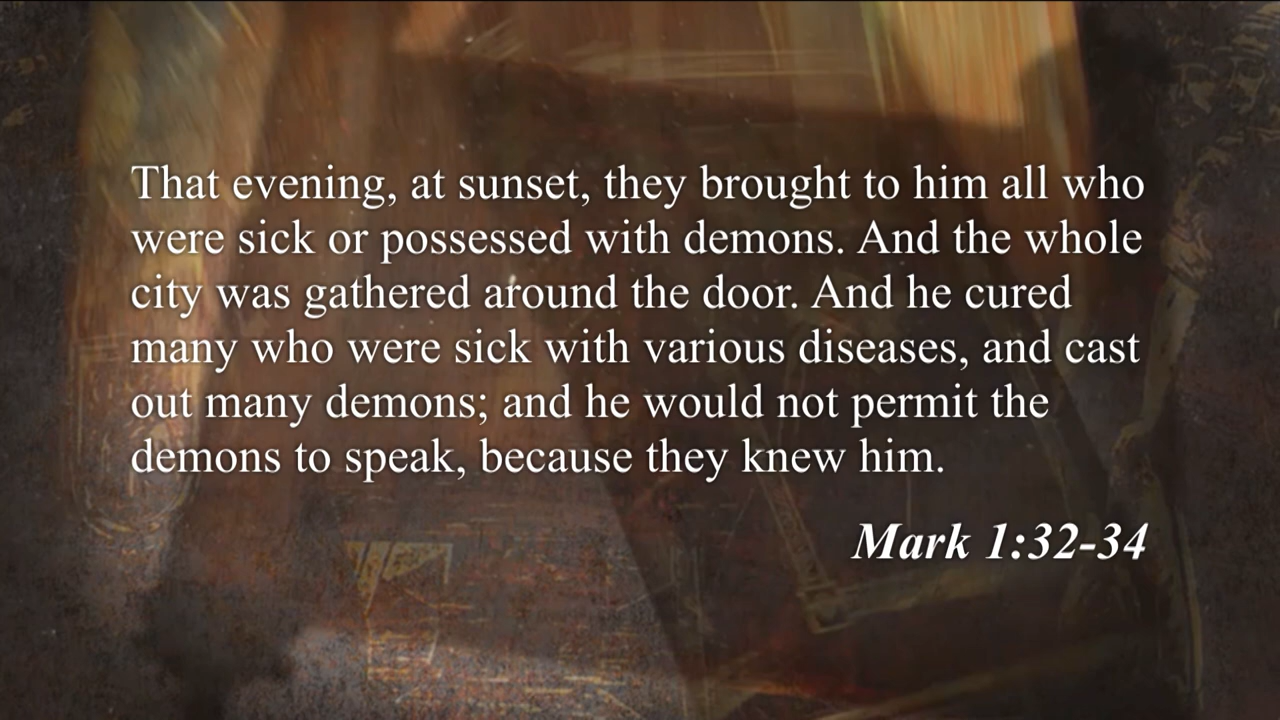 That evening, at sunset, they brought to him all who
were sick or possessed with demons. And the whole
city was gathered around the door. And he cured
many who were sick with various diseases, and cast
out many demons; and he would not permit the
demons to speak, because they knew him.
Mark 1:32-34